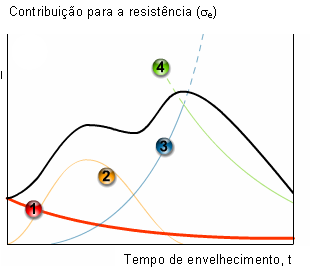 Contribuição para a resistência (σe)
4
3
2
1
Tempo de envelhecimento, t